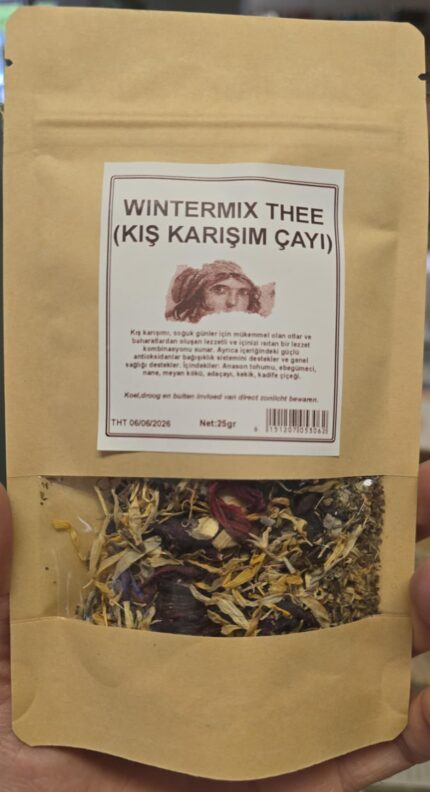 WINTERMIX THEE
(KIŞ KARIŞIM ÇAYI)
Kış karışımı, soğuk günler için mükemmel olan otlar ve
baharatlardan oluşan lezzetli ve içinizi ısıtan bir lezzet
kombinasyonu sunar. Ayrıca içeriğindeki güçlü
antioksidanlar bağışıklık sistemini destekler ve genel
sağlığı destekler. İçindekiler: Anason tohumu, ebegümeci,
nane, meyan kökü, adaçayı, kekik, kadife çiçeği.
Koel,droog en buiten invloed van direct zonlicht bewaren.
THT 06/06/2026 Net:25gr
6 151207 053062